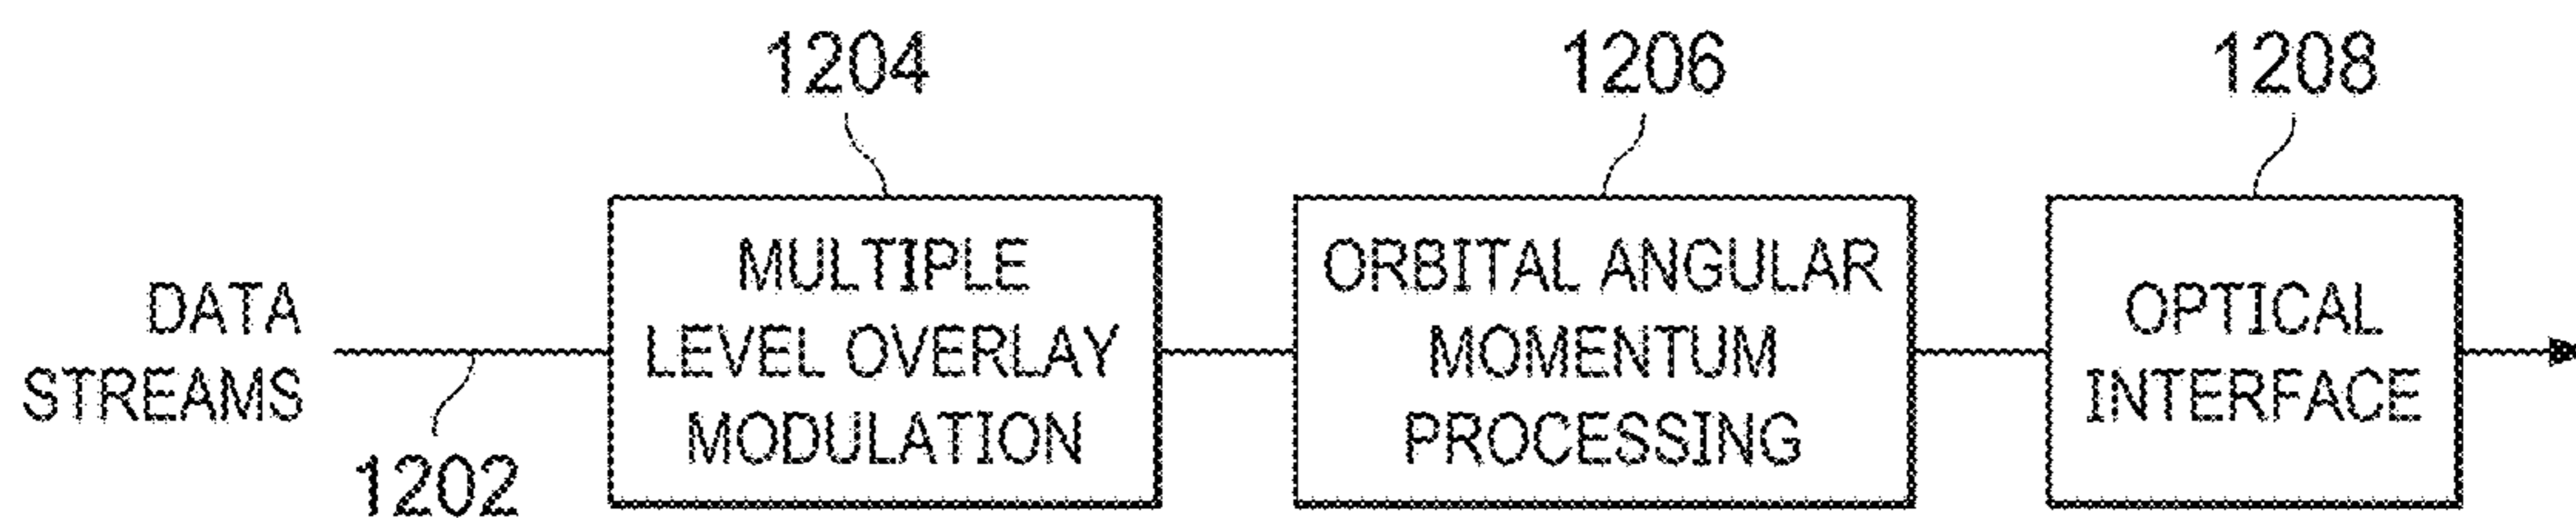 1204
1206
1208
DATA
STREAMS
1202
MULTIPLE
LEVEL OVERLAY
MODULATION
ORBITAL ANGULAR
MOMENTUM
PROCESSING
OPTICAL
INTERFACE